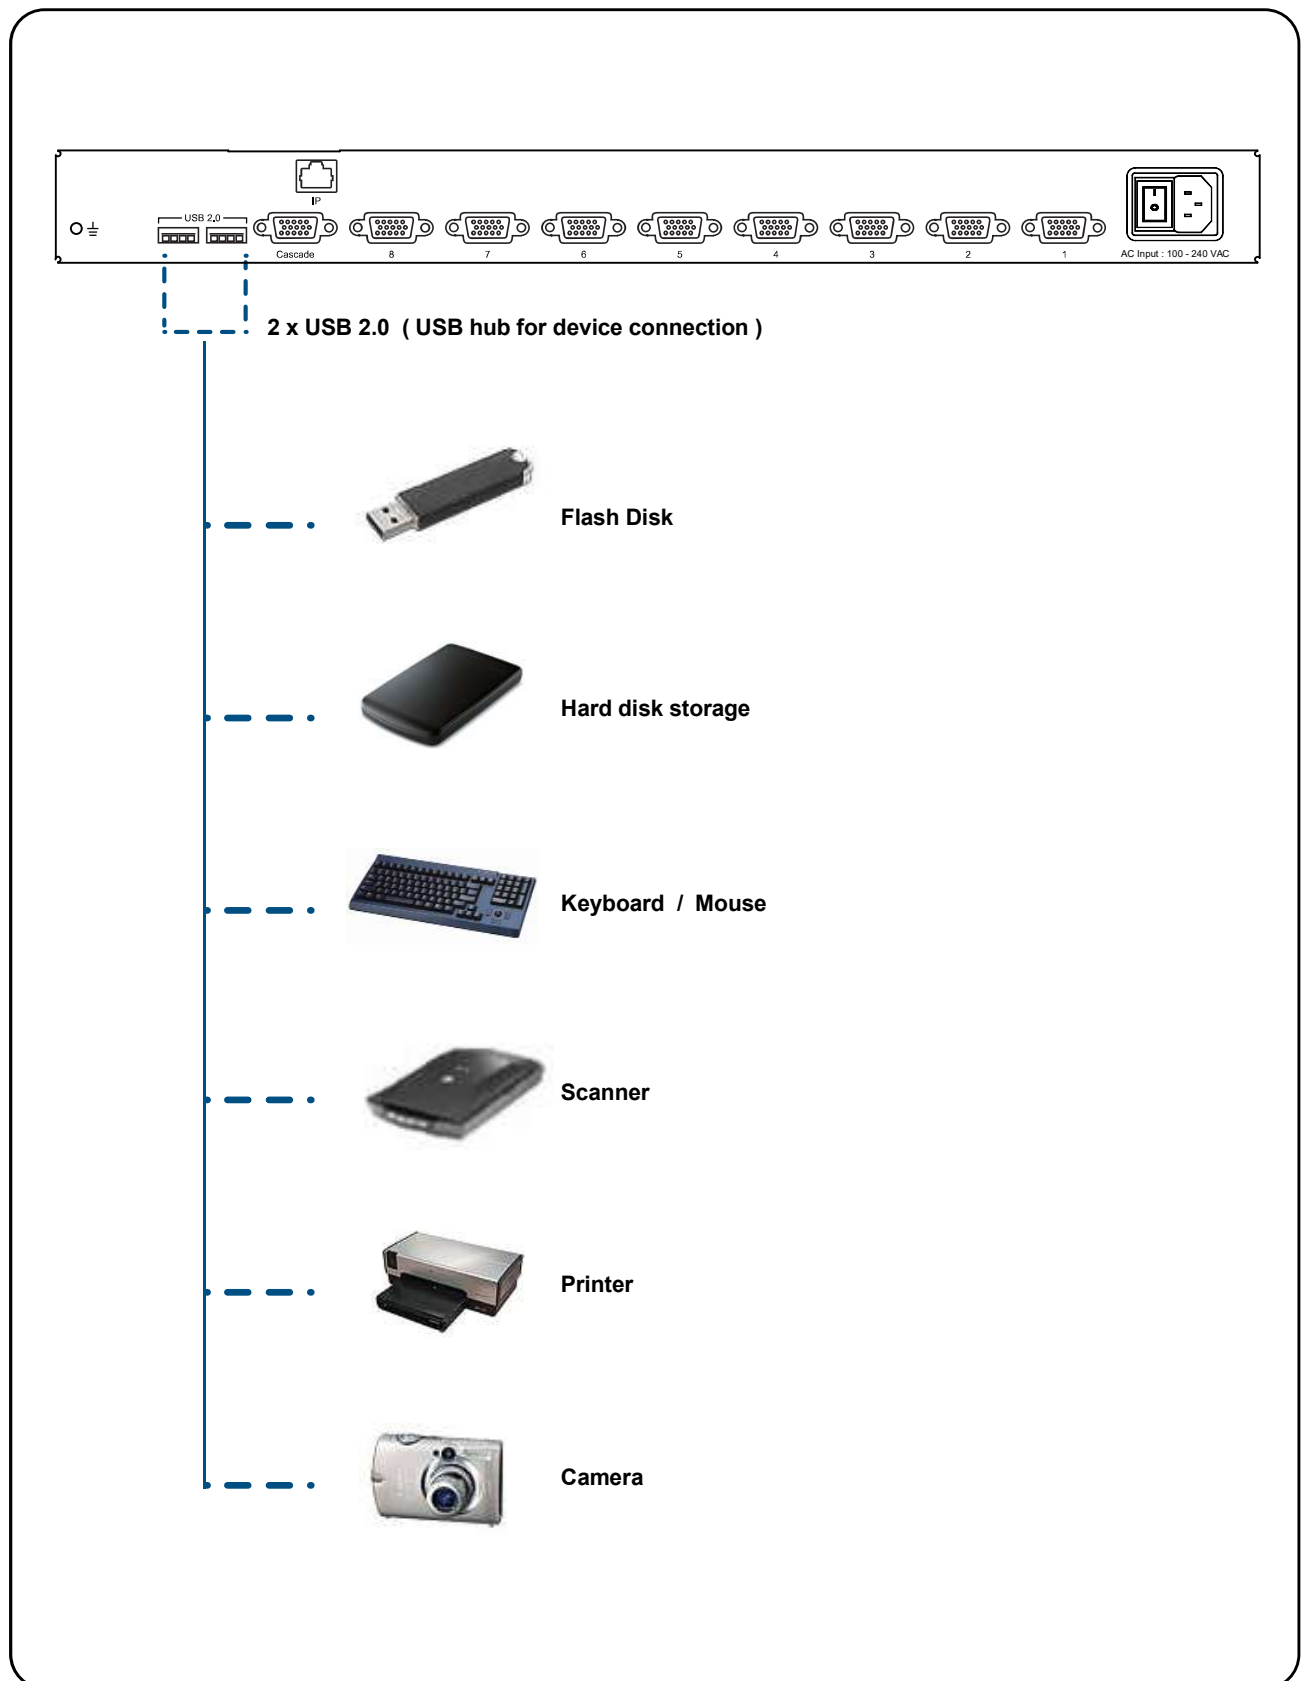 IP
USB 2.0
Cascade 8 7 6 5 4 3 2 1 AC Input : 100 - 240 VAC
2 x USB 2.0 ( USB hub for device connection )
Flash Disk
Hard disk storage
Keyboard / Mouse
Scanner
Printer
Camera